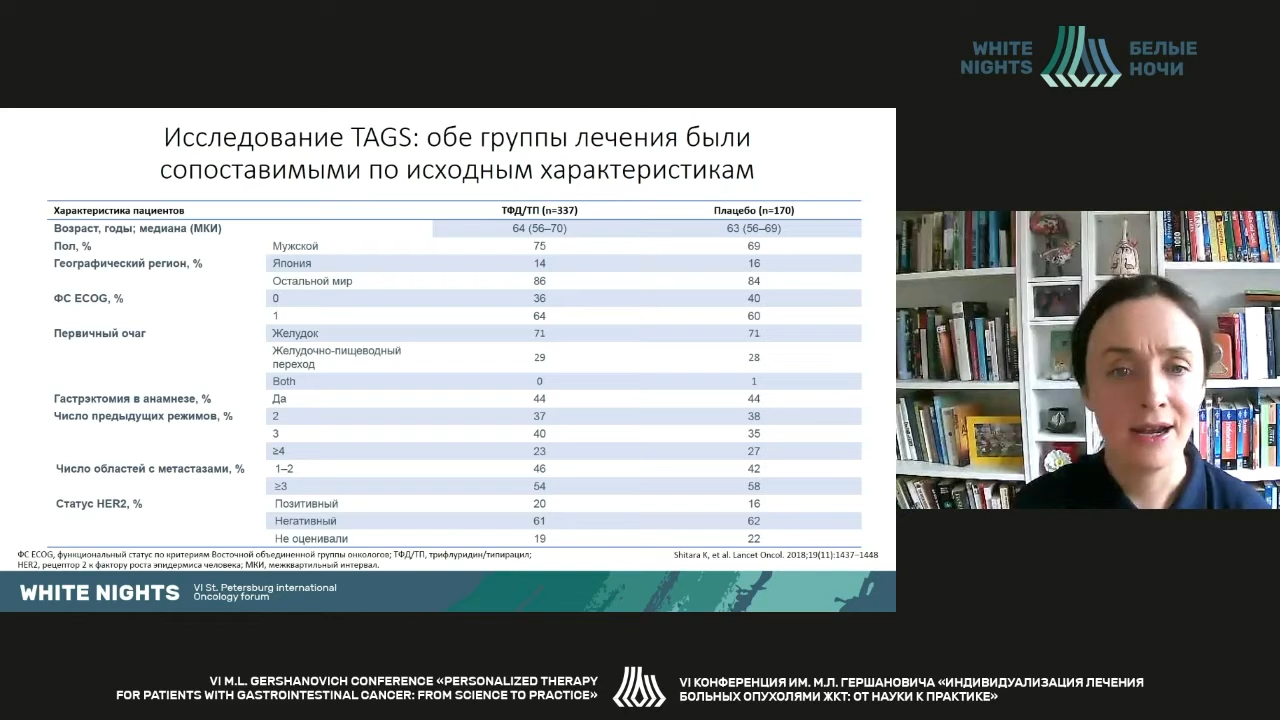 WHITE
NIGHTS
БЕЛЫЕ
НОЧИ
Исследование TAGS: обе группы лечения были
сопоставимыми по исходным характеристикам
Характеристика пациентов ТФД/ТП (n=337) Плацебо (n=170)
Возраст, годы; медиана (МКИ) 64 (56–70) 63 (56–69)
Пол, % Мужской 75 69
Географический регион, % Япония 14 16
Остальной мир 86 84
ФС ECOG, % 0 36 40
1 64 60
Первичный очаг Желудок 71 71
Желудочно-пищеводный
переход 29 28
Both 0 1
Гастрэктомия в анамнезе, % Да 44 44
Число предыдущих режимов, % 2 37 38
3 40 35
≥4 23 27
Число областей с метастазами, % 1–2 46 42
≥3 54 58
Статус HER2, % Позитивный 20 16
Негативный 61 62
Не оценивали 19 22
ФС ECOG, функциональный статус по критериям Восточной объединенной группы онкологов; ТФД/ТП, трифлуридин/типирацил;
HER2, рецептор 2 к фактору роста эпидермиса человека; МКИ, межквартильный интервал.
Shitara K, et al. Lancet Oncol. 2018;19(11):1437–1448
WHITE NIGHTS
VI St. Petersburg international
Oncology forum
VI M.L. GERSHANOVICH CONFERENCE «PERSONALIZED THERAPY
FOR PATIENTS WITH GASTROINTESTINAL CANCER: FROM SCIENCE TO PRACTICE»
VI КОНФЕРЕНЦИЯ ИМ. М.Л. ГЕРШАНОВИЧА «ИНДИВИДУАЛИЗАЦИЯ ЛЕЧЕНИЯ
БОЛЬНЫХ ОПУХОЛЯМИ ЖКТ: ОТ НАУКИ К ПРАКТИКЕ»